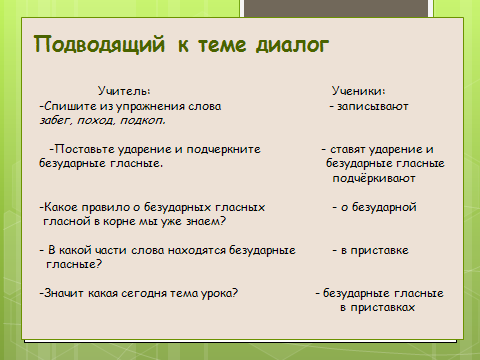 Подводящий к теме диалог
Учитель: Ученики:
-Спишите из упражнения слова - записывают
забег, поход, подкоп.
-Поставьте ударение и подчеркните - ставят ударение и
безударные гласные. безударные гласные
подчёркивают
-Какое правило о безударных гласных - о безударной
гласной в корне мы уже знаем?
- В какой части слова находятся безударные - в приставке
гласные?
-Значит какая сегодня тема урока? - безударные гласные
в приставках